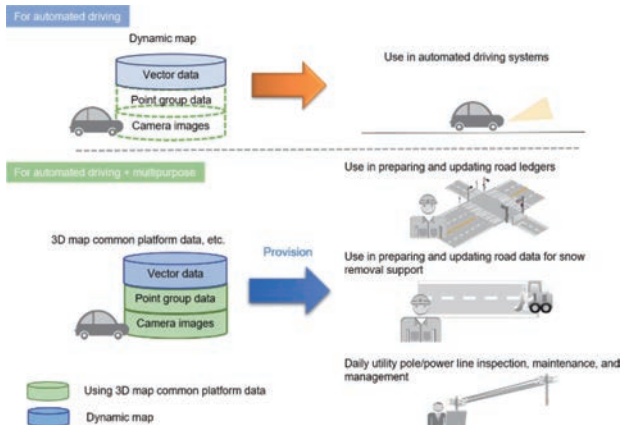 For automated driving
Dynamic map
Vector data
Point group data
Camera images
Use in automated driving systems
For automated driving + multipurpose
3D map common platform data, etc.
Vector data
Point group data
Camera images
Provision
Use in preparing and updating road ledgers
Use in preparing and updating road data for snow
removal support
Daily utility pole/power line inspection, maintenance, and
management
Using 3D map common platform data
Dynamic map